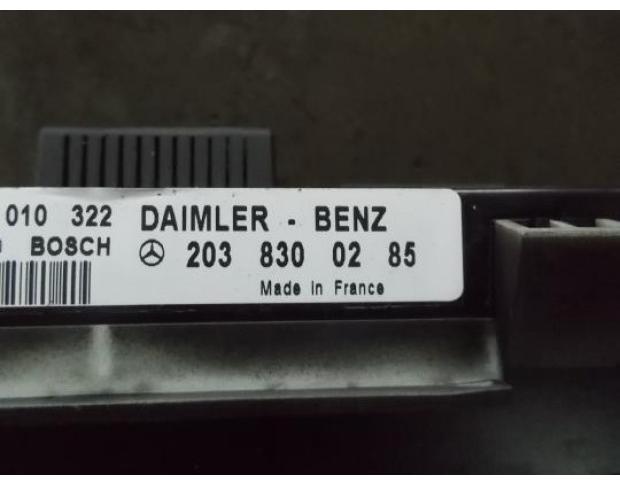 010 322 DAIMLER - BENZ
BOSCH 203 830 02 85
Made in France